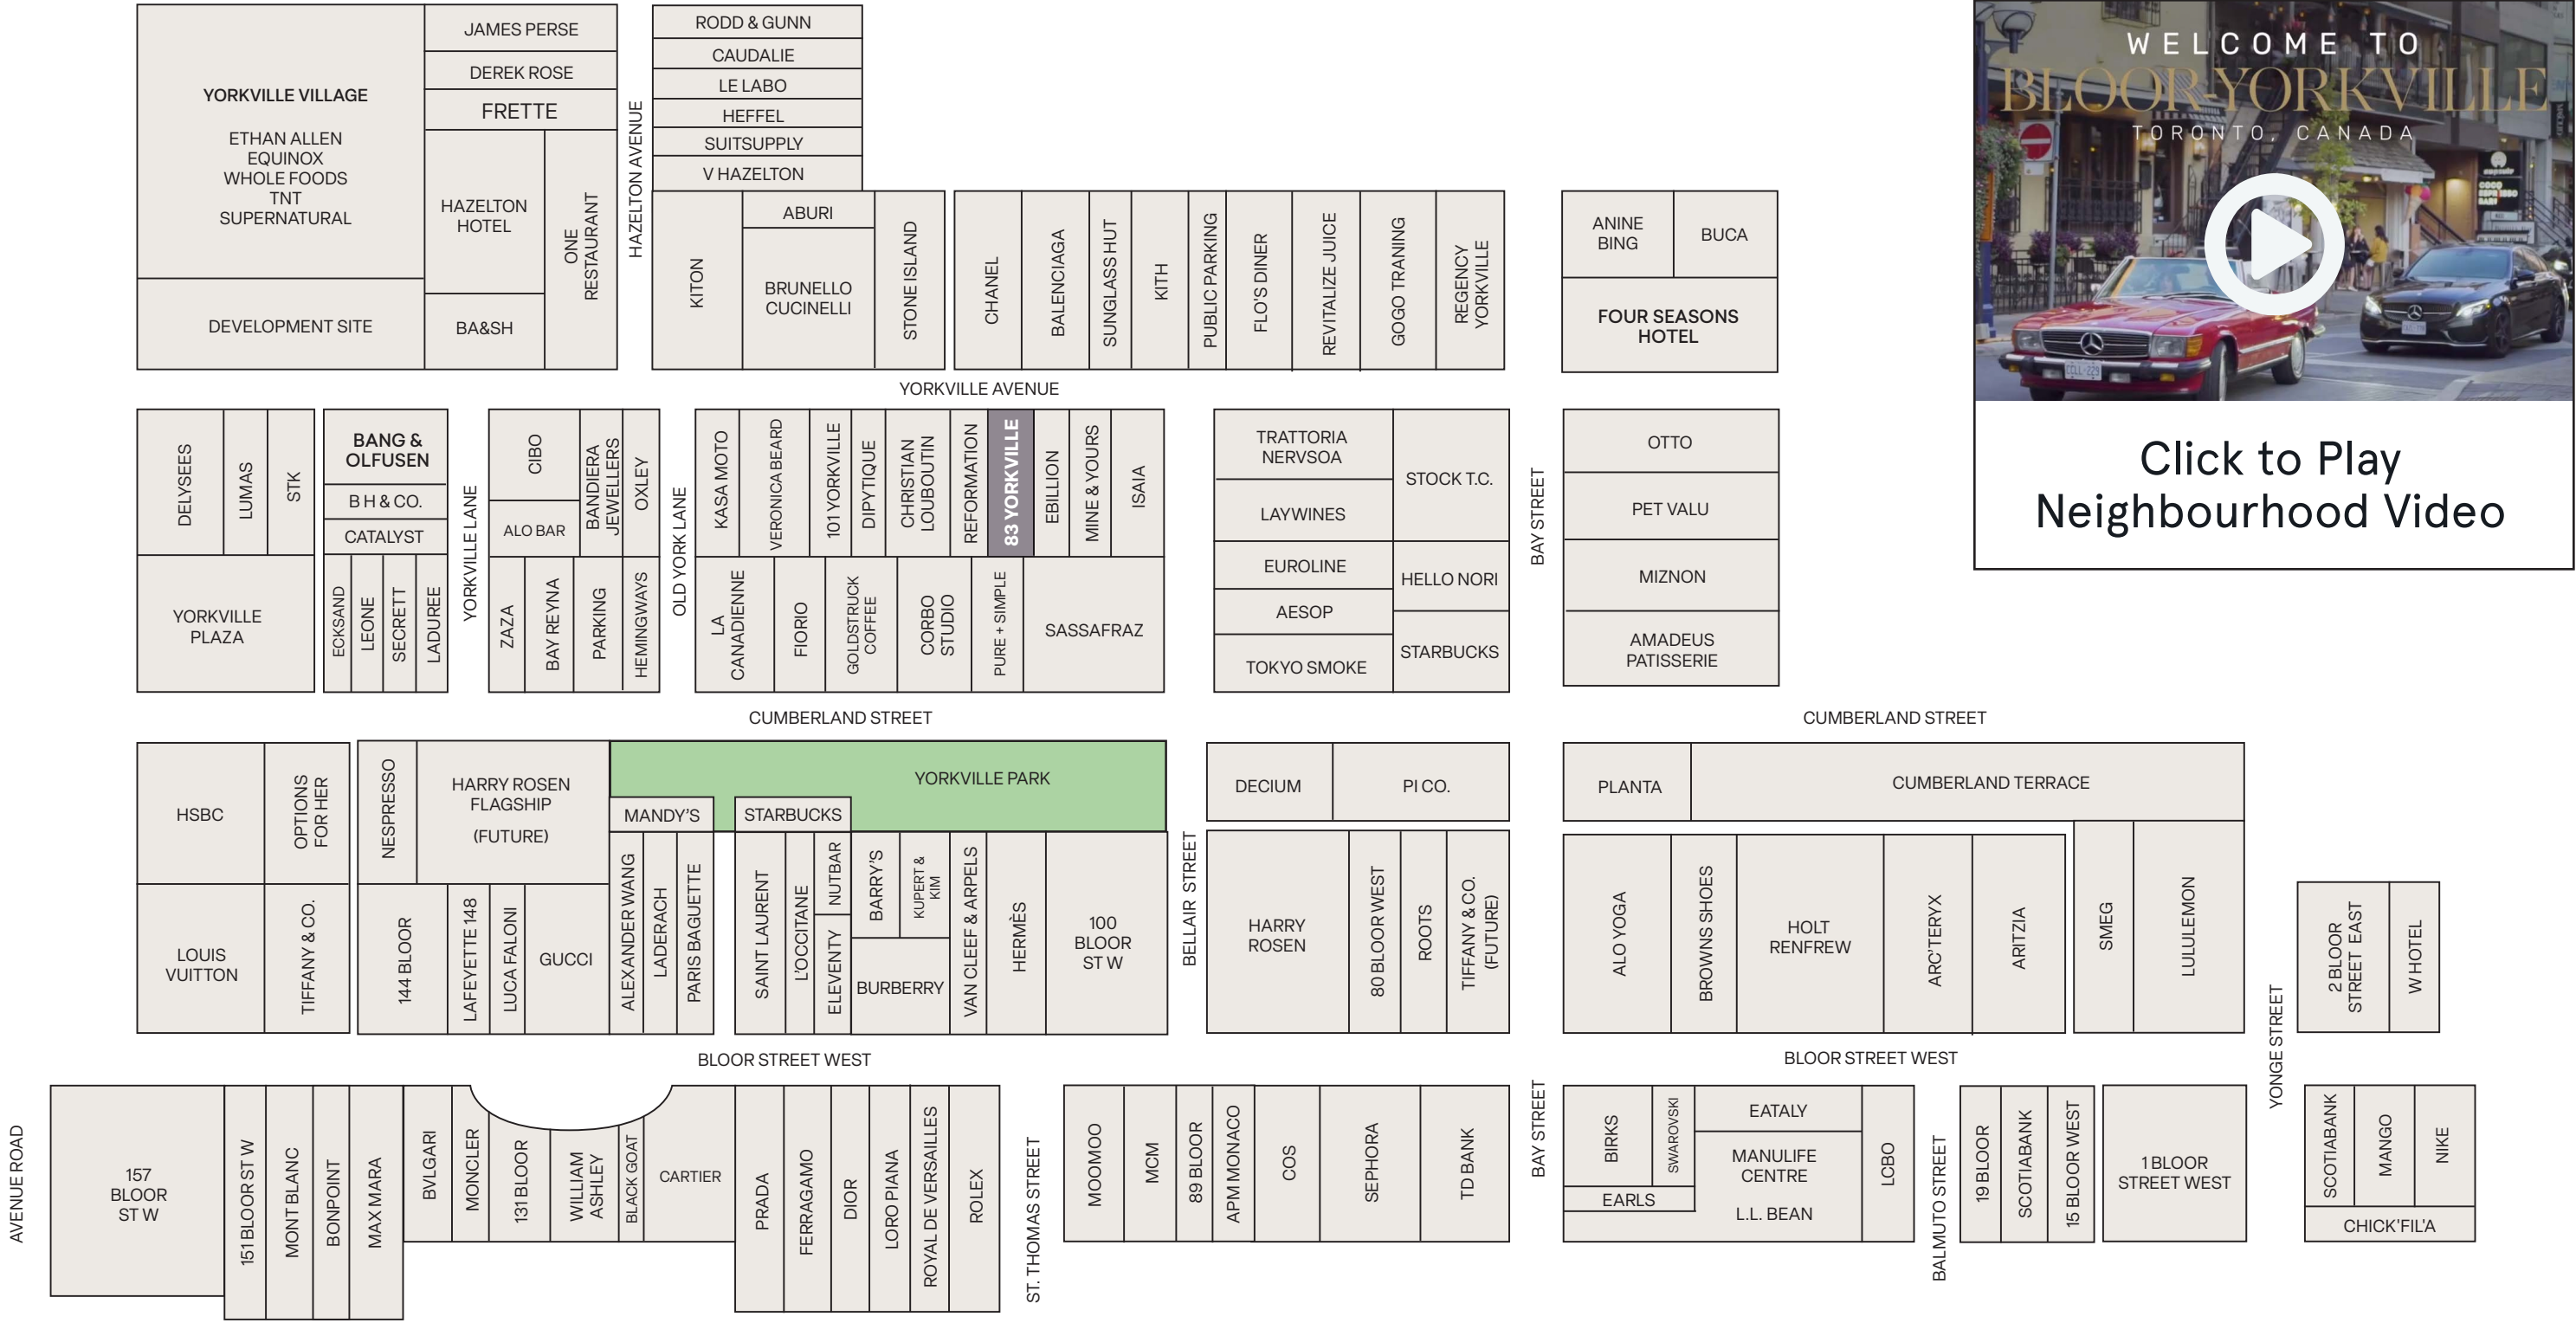 JAMES PERSE
DEREK ROSE
FRETTE
YORKVILLE VILLAGE
ETHAN ALLEN
EQUINOX
WHOLE FOODS
TNT
SUPERNATURAL
HAZELTON
HOTEL
ONE
RESTAURANT
DEVELOPMENT SITE
BA&SH
HAZELTON AVENUE
RODD & GUNN
CAUDALIE
LE LABO
HEFFEL
SUITSUPPLY
V HAZELTON
KITON
ABURI
BRUNELLO
CUCINELLI
STONE ISLAND
CHANEL
BALENCIAGA
SUNGLASS HUT
KITH
PUBLIC PARKING
FLO'S DINER
REVITALIZE JUICE
GOGO TRANING
REGENCY
YORKVILLE
ANINE
BING
BUCA
FOUR SEASONS
HOTEL
WELCOME TO
BLOOR-YORKVILLE
TORONTO, CANADA
Click to Play
Neighbourhood Video
YORKVILLE AVENUE
DELYSEES
LUMAS
STK
YORKVILLE
PLAZA
BANG &
OLFUSEN
B H & CO.
CATALYST
ECKSAND
LEONE
SECRETT
LADUREE
YORKVILLE LANE
CIBO
ALO BAR
BANDIERA
JEWELLERS
OXLEY
ZAZA
BAY REYNA
PARKING
HEMINGWAYS
OLD YORK LANE
KASA MOTO
VERONICA BEARD
101 YORKVILLE
DIPYTIQUE
CHRISTIAN
LOUBOUTIN
REFORMATION
83 YORKVILLE
EBILLION
MINE & YOURS
ISAIA
LA
CANADIENNE
FIORIO
GOLDSTRUCK
COFFEE
CORBO
STUDIO
PURE + SIMPLE
SASSAFRAZ
TRATTORIA
NERVSOA
LAYWINES
EUROLINE
AESOP
TOKYO SMOKE
STOCK T.C.
HELLO NORI
STARBUCKS
BAY STREET
OTTO
PET VALU
MIZNON
AMADEUS
PATISSERIE
CUMBERLAND STREET
CUMBERLAND STREET
HSBC
OPTIONS
FOR HER
LOUIS
VUITTON
TIFFANY & CO.
NESPRESSO
HARRY ROSEN
FLAGSHIP
(FUTURE)
144 BLOOR
LAFEYETTE 148
LUCA FALONI
GUCCI
YORKVILLE PARK
MANDY'S
STARBUCKS
ALEXANDER WANG
LADERACH
PARIS BAGUETTE
SAINT LAURENT
L'OCCITANE
NUTBAR
ELEVENTY
BARRY'S
KUPERT &
KIM
BURBERRY
VAN CLEEF & ARPELS
HERMÈS
100
BLOOR
ST W
BELLAIR STREET
DECIUM
PI CO.
HARRY
ROSEN
80 BLOOR WEST
ROOTS
TIFFANY & CO.
(FUTURE)
PLANTA
CUMBERLAND TERRACE
ALO YOGA
BROWNS SHOES
HOLT
RENFREW
ARC'TERYX
ARITZIA
SMEG
LULULEMON
YONGE STREET
2 BLOOR
STREET EAST
W HOTEL
BLOOR STREET WEST
BLOOR STREET WEST
AVENUE ROAD
157
BLOOR
ST W
151 BLOOR ST W
MONT BLANC
BONPOINT
MAX MARA
BVLGARI
MONCLER
131 BLOOR
WILLIAM
ASHLEY
BLACK GOAT
CARTIER
PRADA
FERRAGAMO
DIOR
LORO PIANA
ROYAL DE VERSAILLES
ROLEX
ST. THOMAS STREET
MOOMOO
MCM
89 BLOOR
APM MONACO
COS
SEPHORA
TD BANK
BAY STREET
BIRKS
SWAROVSKI
EARLS
EATALY
MANULIFE
CENTRE
L.L. BEAN
LCBO
BALMUTO STREET
19 BLOOR
SCOTIABANK
15 BLOOR WEST
1 BLOOR
STREET WEST
SCOTIABANK
MANGO
NIKE
CHICK'FIL'A